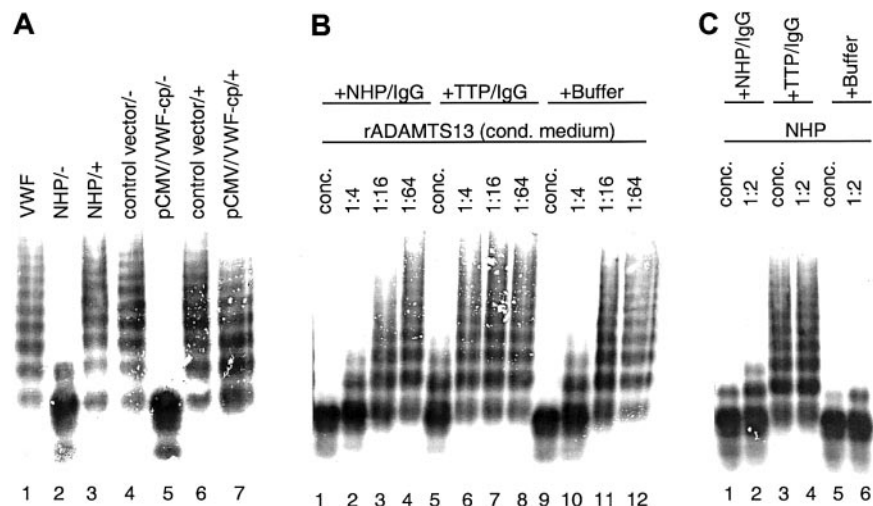 A
VWF
NHP/-
NHP/+
control vector/-
pCMV/VWF-cp/-
control vector/+
pCMV/VWF-cp/+
1 2 3 4 5 6 7
B
+NHP/IgG +TTP/IgG +Buffer
rADAMTS13 (cond. medium)
conc.
1:4
1:16
1:64
conc.
1:4
1:16
1:64
conc.
1:4
1:16
1:64
1 2 3 4 5 6 7 8 9 10 11 12
C
+NHP/IgG
+TTP/IgG
+Buffer
NHP
conc.
1:2
conc.
1:2
conc.
1:2
1 2 3 4 5 6